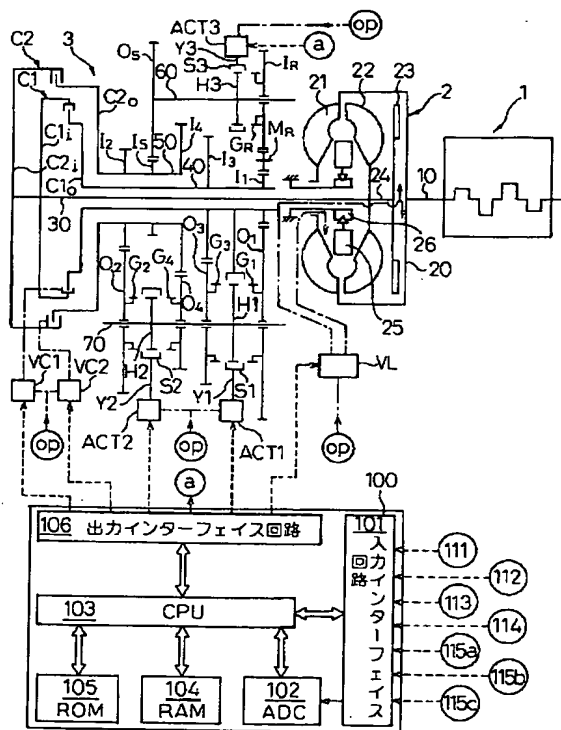 ACT3
op
C2
3
Os
Y3
a
S3
60
IR
C1
H3
21
22
23
2
C2o
1
I2
Is
50
I4
GR
MR
C1i
I3
C2i
40
I1
24
10
C1o
30
26
O3
O1
20
O2
G2
G4
G3
G1
25
O4
70
H1
VC1
VC2
H2
S2
Y1
S1
VL
Y2
op
ACT2
op
ACT1
op
a
100
106 出力インターフェイス回路
101
入力インターフェイス
回路
111
112
103 CPU
113
114
115a
115b
105 ROM
104 RAM
102 ADC
115c